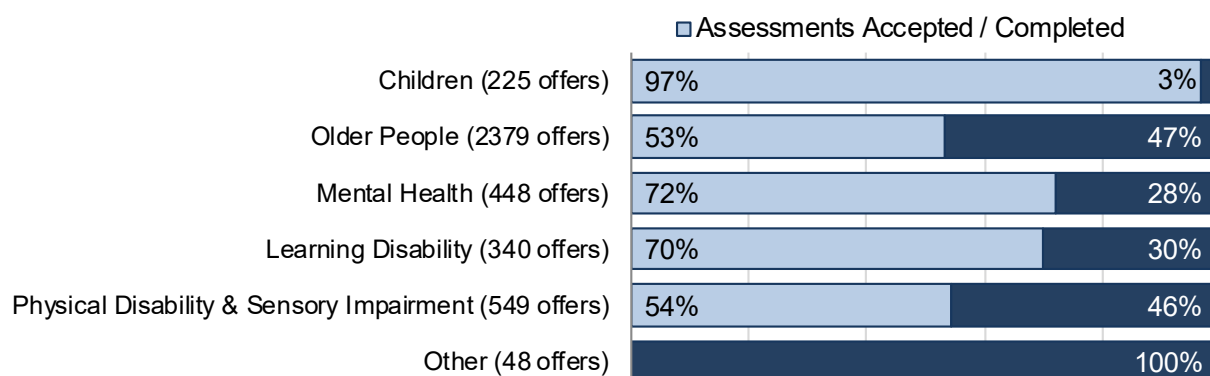 Assessments Accepted / Completed
Children (225 offers) 97% 3%
Older People (2379 offers) 53% 47%
Mental Health (448 offers) 72% 28%
Learning Disability (340 offers) 70% 30%
Physical Disability & Sensory Impairment (549 offers) 54% 46%
Other (48 offers) 100%